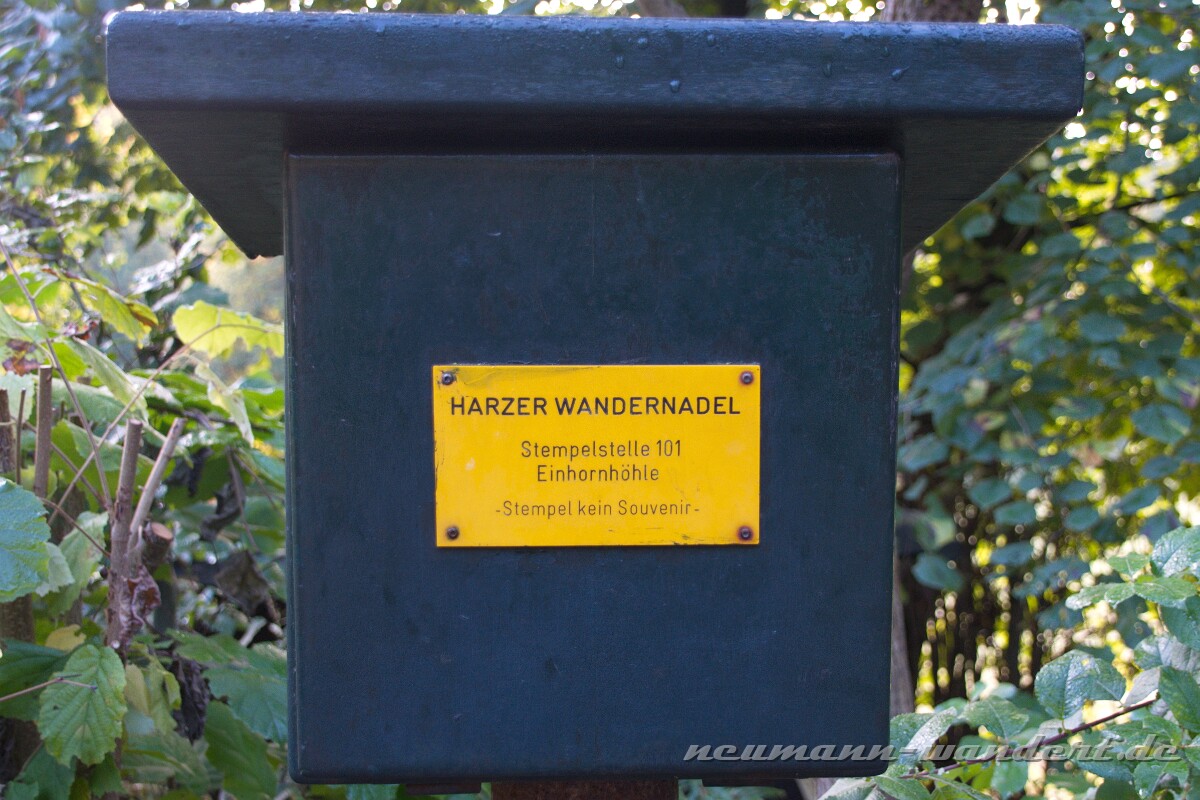 HARZER WANDERNADEL
Stempelstelle 101
Einhornhöhle
-Stempel kein Souvenir-
neumann-wandert.de